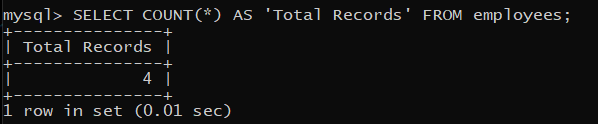 mysql> SELECT COUNT(*) AS 'Total Records' FROM employees;
+---------------+
| Total Records |
+---------------+
|             4 |
+---------------+
1 row in set (0.01 sec)